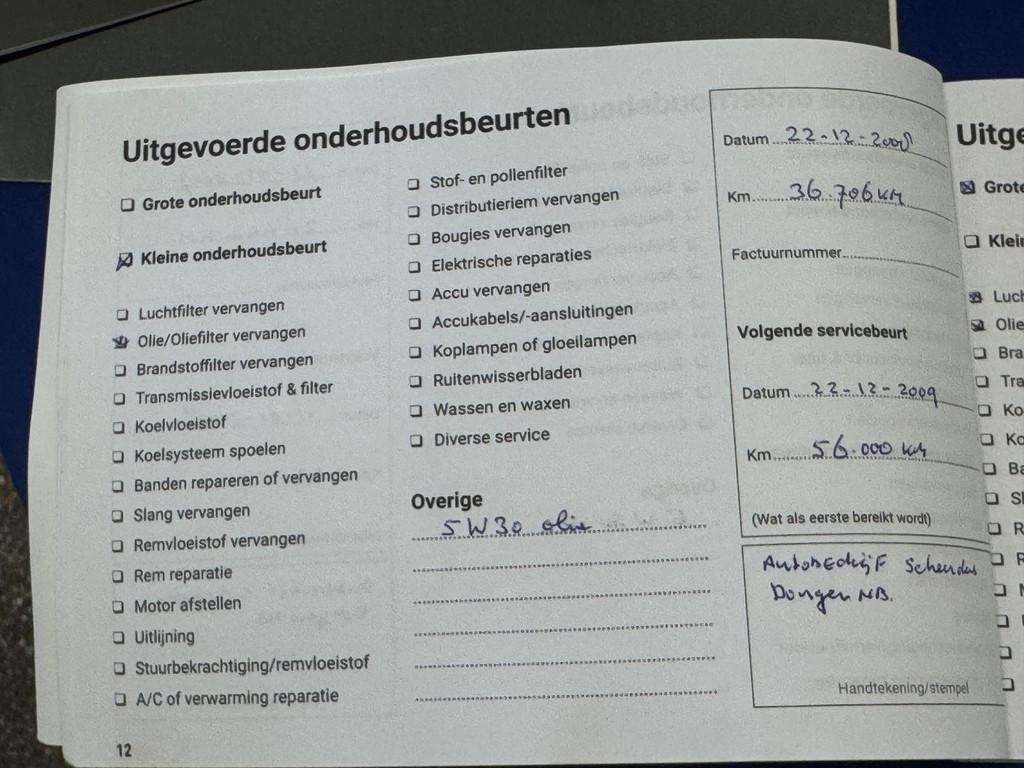 Uitgevoerde onderhoudsbeurten
❏ Grote onderhoudsbeurt
☒ Kleine onderhoudsbeurt
❏ Luchtfilter vervangen
☒ Olie/Oliefilter vervangen
❏ Brandstoffilter vervangen
❏ Transmissievloeistof & filter
❏ Koelvloeistof
❏ Koelsysteem spoelen
❏ Banden repareren of vervangen
❏ Slang vervangen
❏ Remvloeistof vervangen
❏ Rem reparatie
❏ Motor afstellen
❏ Uitlijning
❏ Stuurbekrachtiging/remvloeistof
❏ A/C of verwarming reparatie
12
❏ Stof- en pollenfilter
❏ Distributieriem vervangen
❏ Bougies vervangen
❏ Elektrische reparaties
❏ Accu vervangen
❏ Accukabels/-aansluitingen
❏ Koplampen of gloeilampen
❏ Ruitenwisserbladen
❏ Wassen en waxen
❏ Diverse service
Overige
5W30 olie
Datum 22-12-2008
Km 36.706 km
Factuurnummer
Volgende servicebeurt
Datum 22-12-2009
Km 56.000 km
(Wat als eerste bereikt wordt)
Autobedrijf
Dongen NB.
Handtekening/stempel
Uitge
☒ Grote
❏ Klein
☒ Luch
☒ Olie
❏ Bra
❏ Tra
❏ Ko
❏ Ko
❏ Ba
❏ Sl
❏ R
❏ R